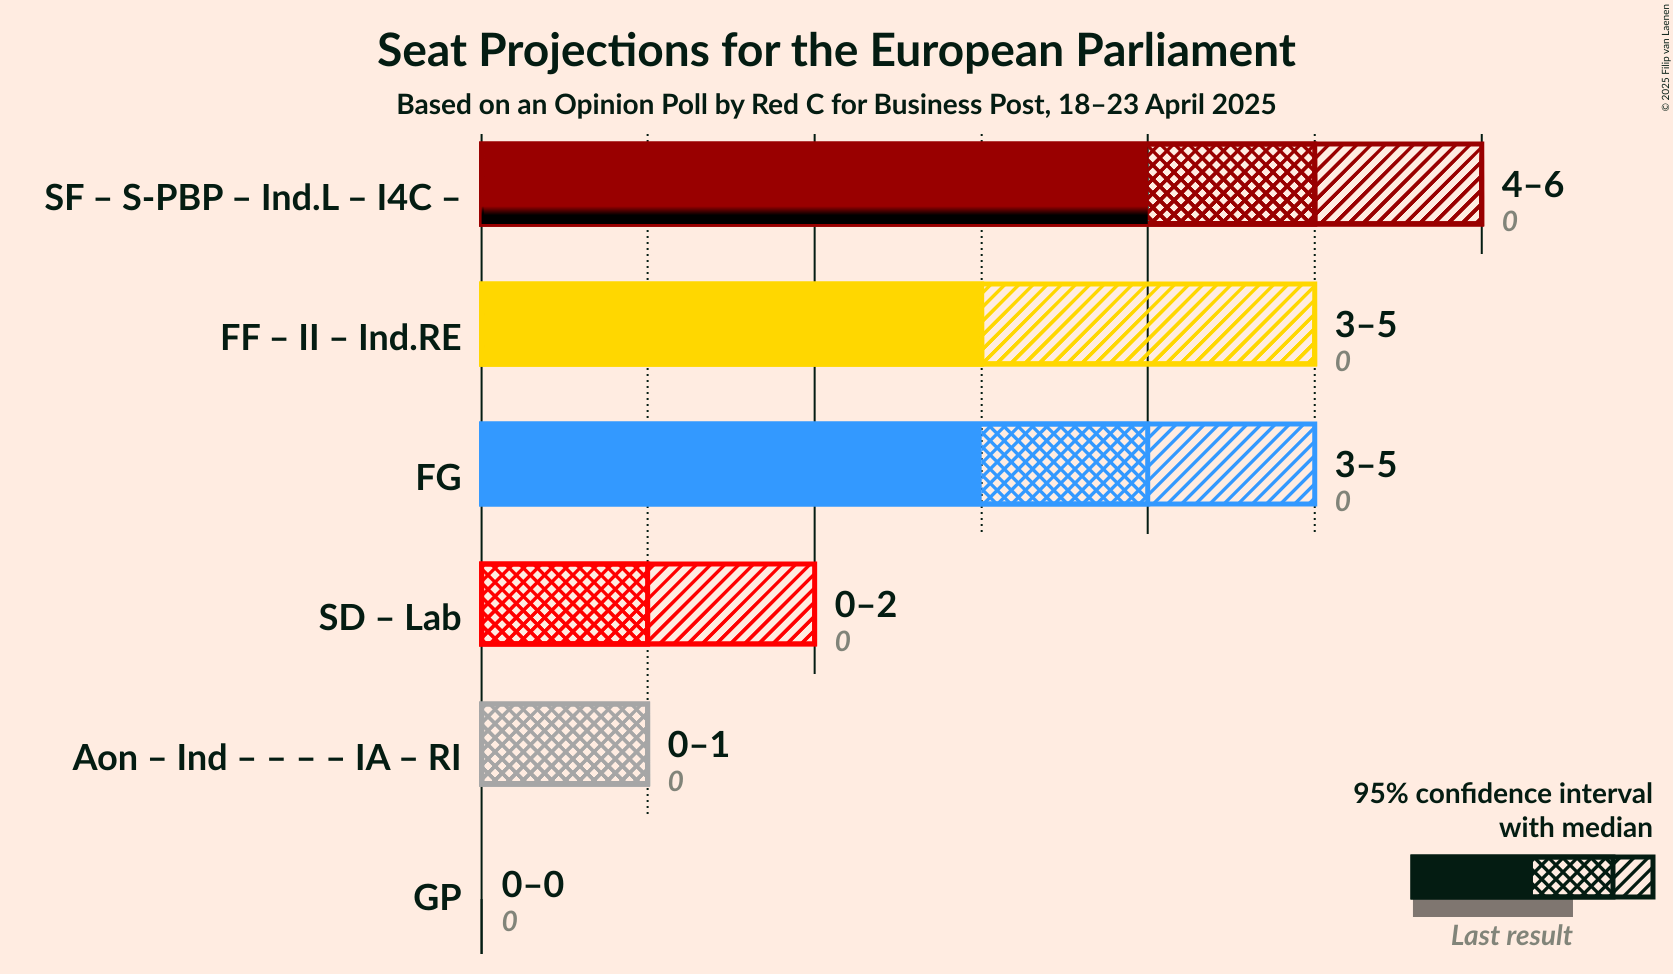 Seat Projections for the European Parliament
Based on an Opinion Poll by Red C for Business Post, 18–23 April 2025
© 2025 Filip van Laenen
SF – S-PBP – Ind.L – I4C –
4–6
0
FF – II – Ind.RE
3–5
0
FG
3–5
0
SD – Lab
0–2
0
Aon – Ind – – – – IA – RI
0–1
0
GP
0–0
0
95% confidence interval
with median
Last result